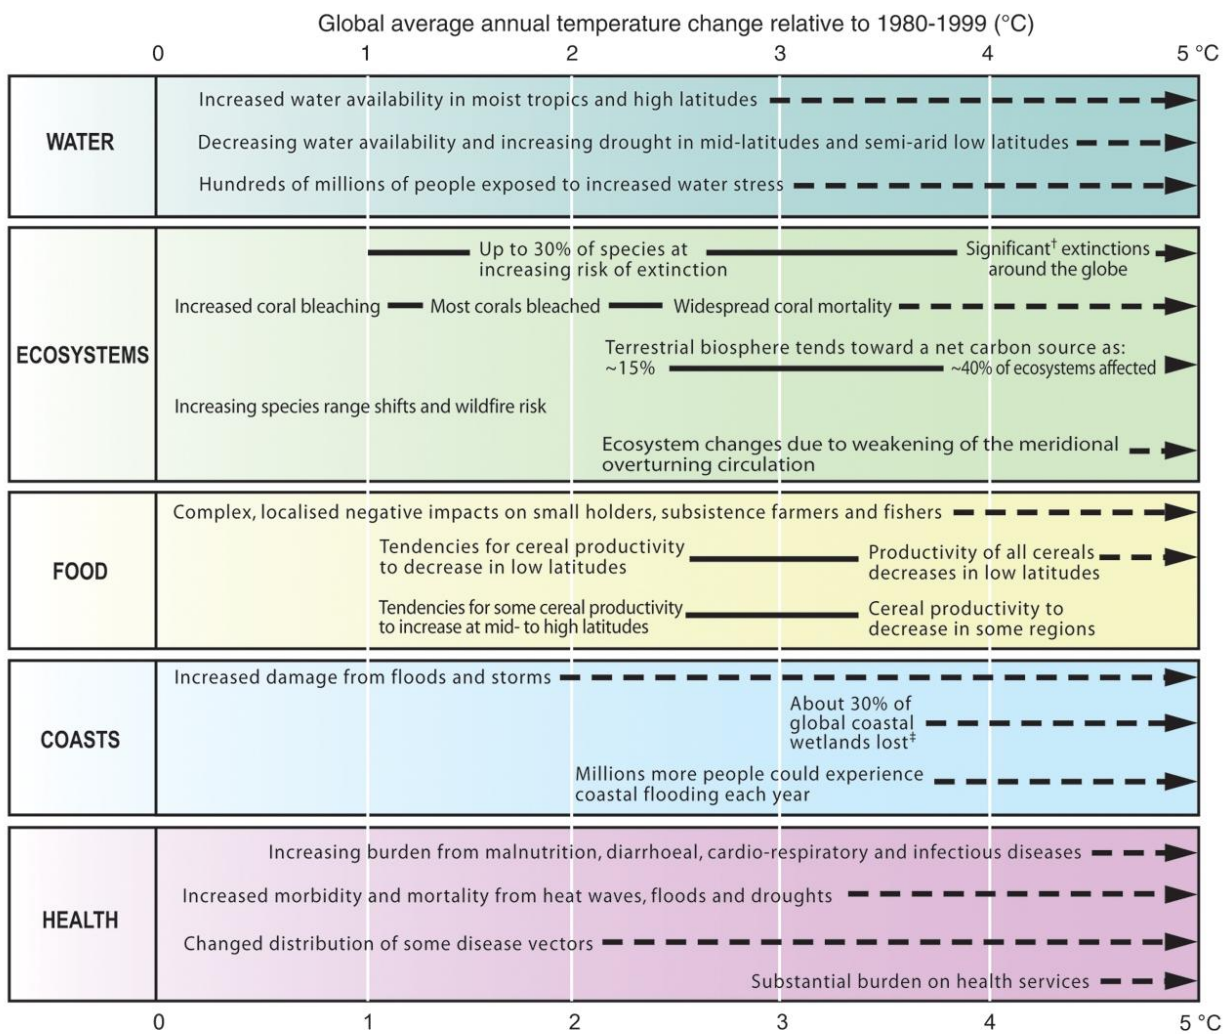 Global average annual temperature change relative to 1980-1999 (°C)
0 1 2 3 4 5 °C
WATER
Increased water availability in moist tropics and high latitudes
Decreasing water availability and increasing drought in mid-latitudes and semi-arid low latitudes
Hundreds of millions of people exposed to increased water stress
ECOSYSTEMS
Up to 30% of species at
increasing risk of extinction
Significant† extinctions
around the globe
Increased coral bleaching Most corals bleached Widespread coral mortality
Terrestrial biosphere tends toward a net carbon source as:
~15% ~40% of ecosystems affected
Increasing species range shifts and wildfire risk
Ecosystem changes due to weakening of the meridional
overturning circulation
FOOD
Complex, localised negative impacts on small holders, subsistence farmers and fishers
Tendencies for cereal productivity
to decrease in low latitudes
Productivity of all cereals
decreases in low latitudes
Tendencies for some cereal productivity
to increase at mid- to high latitudes
Cereal productivity to
decrease in some regions
COASTS
Increased damage from floods and storms
About 30% of
global coastal
wetlands lost‡
Millions more people could experience
coastal flooding each year
HEALTH
Increasing burden from malnutrition, diarrhoeal, cardio-respiratory and infectious diseases
Increased morbidity and mortality from heat waves, floods and droughts
Changed distribution of some disease vectors
Substantial burden on health services
0 1 2 3 4 5 °C